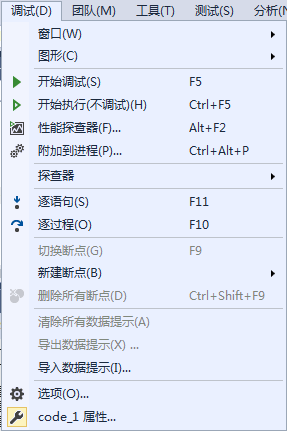 调试(D) 团队(M) 工具(T) 测试(S) 分析(N
窗口(W)
图形(C)
开始调试(S) F5
开始执行(不调试)(H) Ctrl+F5
性能探查器(F)... Alt+F2
附加到进程(P)... Ctrl+Alt+P
探查器
逐语句(S) F11
逐过程(O) F10
切换断点(G) F9
新建断点(B)
删除所有断点(D) Ctrl+Shift+F9
清除所有数据提示(A)
导出数据提示(X) ...
导入数据提示(I)...
选项(O)...
code_1 属性...